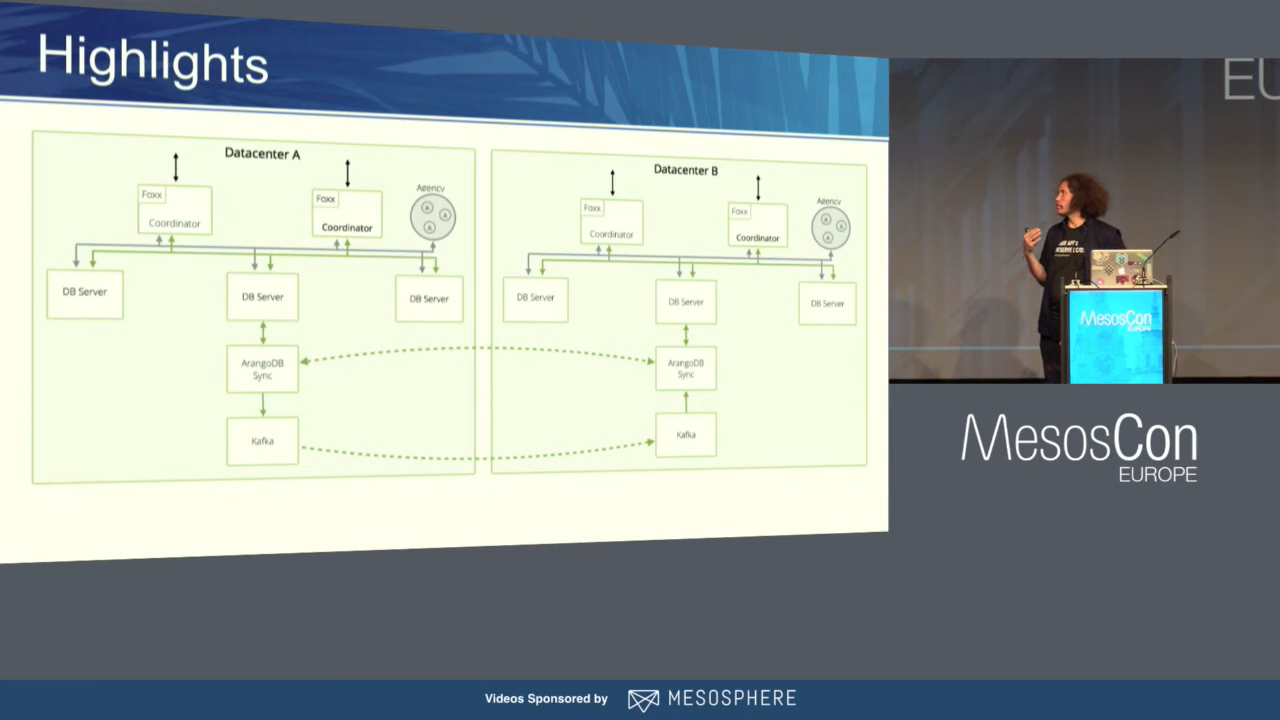 Highlights
Datacenter A
Foxx
Coordinator
Foxx
Coordinator
Agency
DB Server
DB Server
DB Server
ArangoDB
Sync
Kafka
Datacenter B
Foxx
Coordinator
Foxx
Coordinator
Agency
DB Server
DB Server
DB Server
ArangoDB
Sync
Kafka
EU
MesosCon
EUROPE
MesosCon
EUROPE
Videos Sponsored by
MESOSPHERE